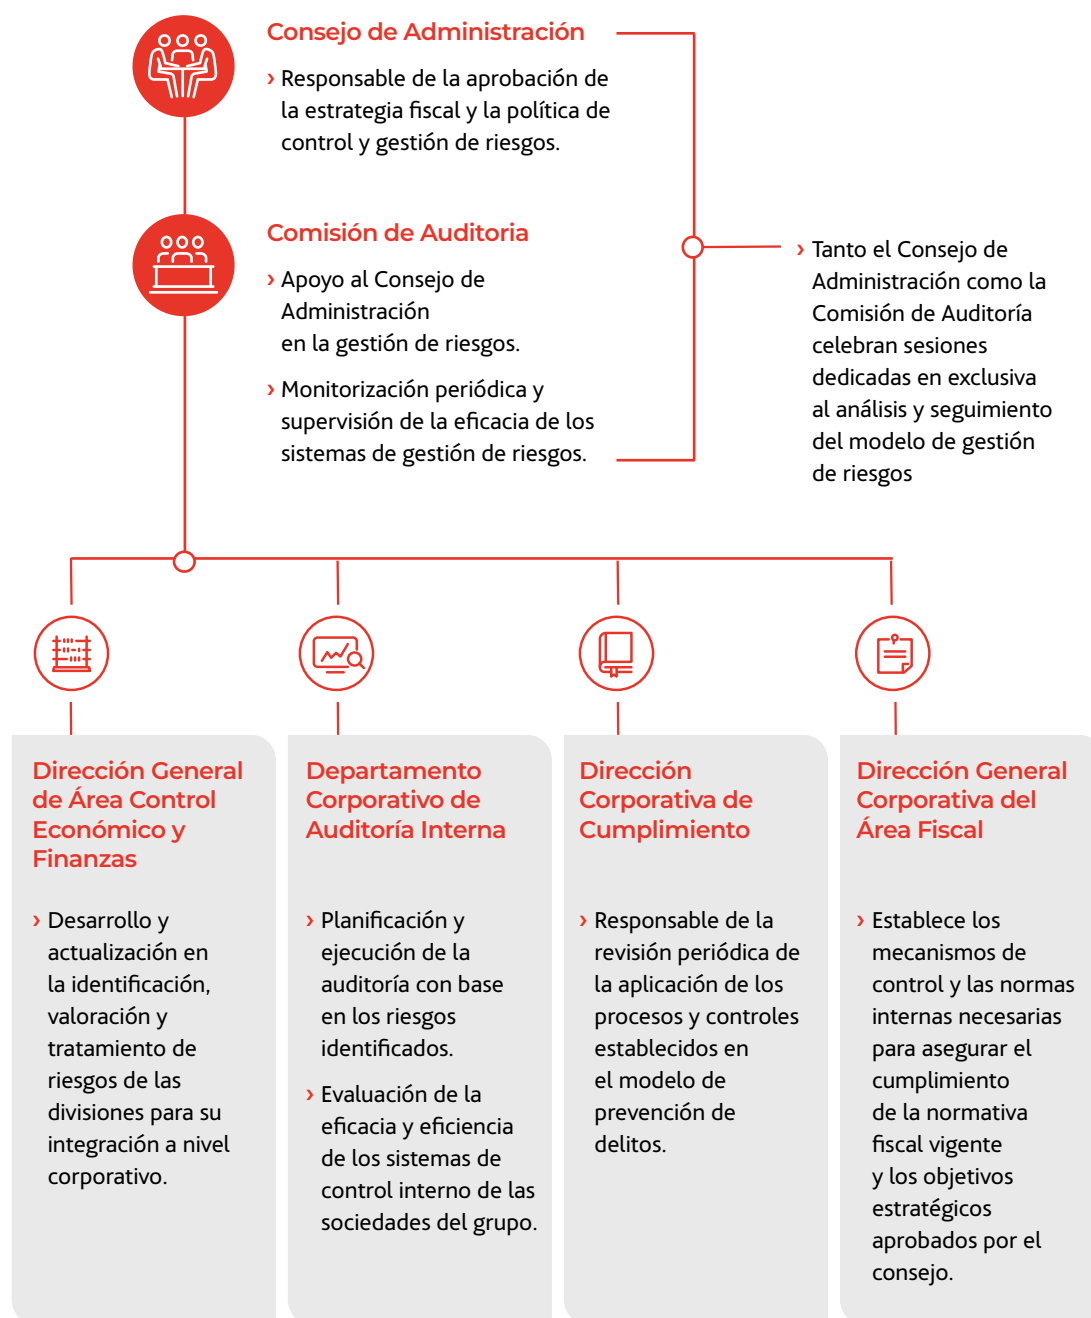 Consejo de Administración
› Responsable de la aprobación de
la estrategia fiscal y la política de
control y gestión de riesgos.
Comisión de Auditoria
› Apoyo al Consejo de
Administración
en la gestión de riesgos.
› Monitorización periódica y
supervisión de la eficacia de los
sistemas de gestión de riesgos.
› Tanto el Consejo de
Administración como la
Comisión de Auditoría
celebran sesiones
dedicadas en exclusiva
al análisis y seguimiento
del modelo de gestión
de riesgos
Dirección General
de Área Control
Económico y
Finanzas
› Desarrollo y
actualización en
la identificación,
valoración y
tratamiento de
riesgos de las
divisiones para su
integración a nivel
corporativo.
Departamento
Corporativo de
Auditoría Interna
› Planificación y
ejecución de la
auditoría con base
en los riesgos
identificados.
› Evaluación de la
eficacia y eficiencia
de los sistemas de
control interno de las
sociedades del grupo.
Dirección
Corporativa de
Cumplimiento
› Responsable de la
revisión periódica de
la aplicación de los
procesos y controles
establecidos en
el modelo de
prevención de
delitos.
Dirección General
Corporativa del
Área Fiscal
› Establece los
mecanismos de
control y las normas
internas necesarias
para asegurar el
cumplimiento
de la normativa
fiscal vigente
y los objetivos
estratégicos
aprobados por el
consejo.